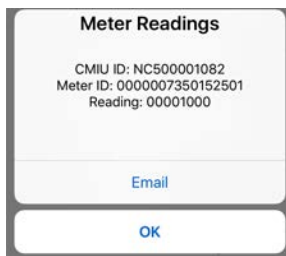 Meter Readings
CMIU ID: NC500001082
Meter ID: 0000007350152501
Reading: 00001000
Email
OK